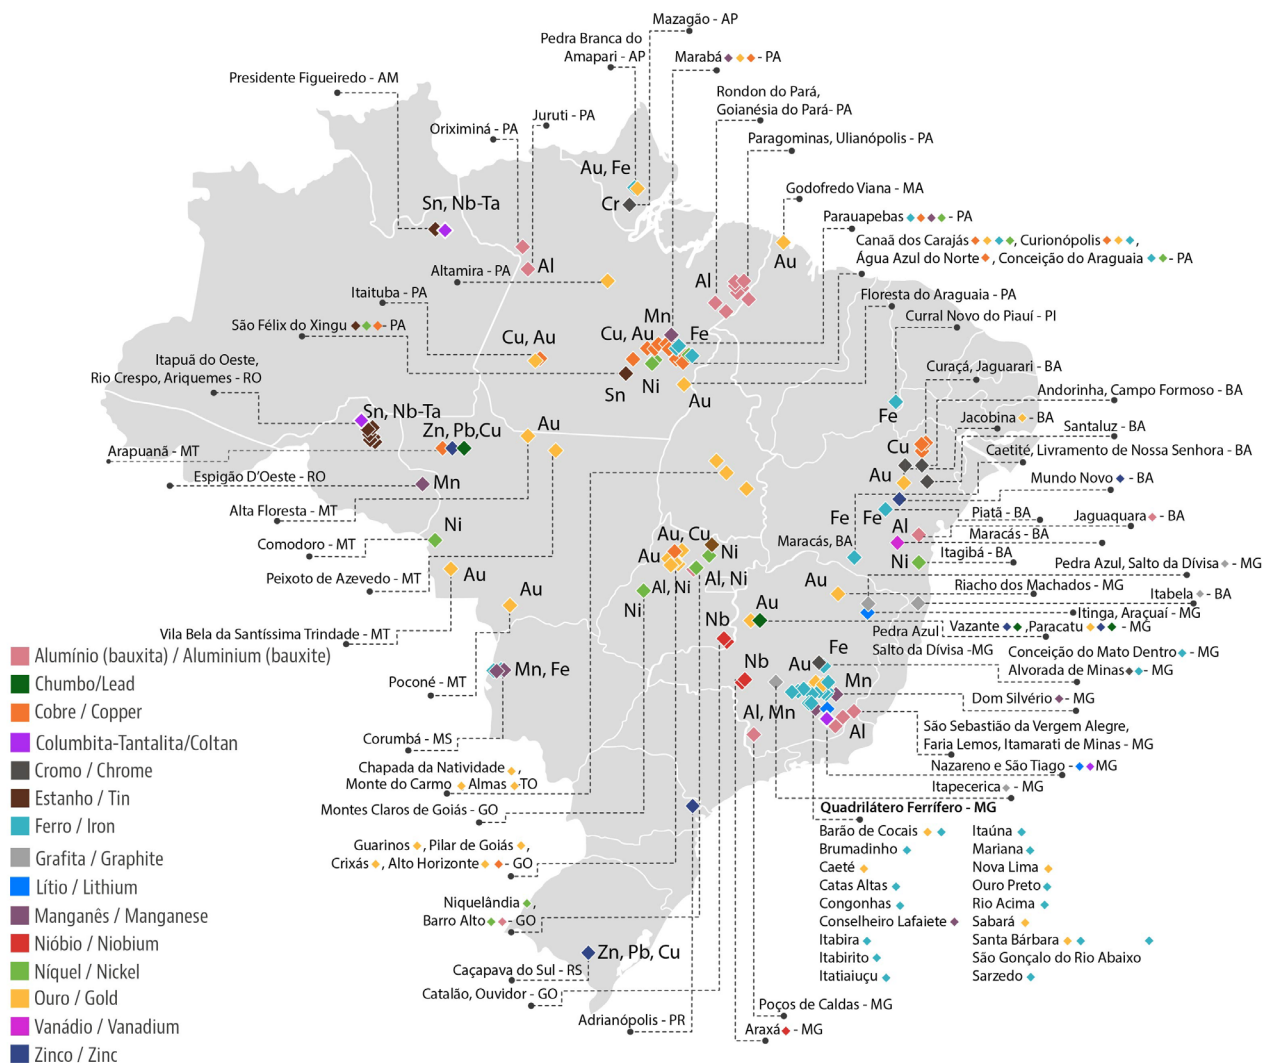 Mazagão - AP
Pedra Branca do
Amapari - AP
Marabá - PA
Presidente Figueiredo - AM
Rondon do Pará,
Goianésia do Pará- PA
Juruti - PA
Oriximiná - PA
Paragominas, Ulianópolis - PA
Au, Fe
Godofredo Viana - MA
Sn, Nb-Ta
Cr
Parauapebas - PA
Canaã dos Carajás , Curionópolis ,
Água Azul do Norte , Conceição do Araguaia - PA
Au
Al
Altamira - PA
Al
Itaituba - PA
Floresta do Araguaia - PA
Mn
Curral Novo do Piauí - PI
São Félix do Xingu - PA
Cu, Au
Cu, Au
Fe
Itapuã do Oeste,
Rio Crespo, Ariquemes - RO
Curaçá, Jaguarari - BA
Ni
Sn
Au
Andorinha, Campo Formoso - BA
Sn, Nb-Ta
Fe
Jacobina - BA
Santaluz - BA
Zn, Pb,Cu
Au
Cu
Arapuanã - MT
Caetité, Livramento de Nossa Senhora - BA
Espigão D'Oeste - RO
Mn
Au
Mundo Novo - BA
Alta Floresta - MT
Fe
Fe
Piatã - BA
Jaguaquara - BA
Ni
Al
Maracás - BA
Comodoro - MT
Au, Cu
Maracás, BA
Au
Ni
Ni
Itagibá - BA
Pedra Azul, Salto da Dívisa - MG
Peixoto de Azevedo - MT
Au
Al, Ni
Al, Ni
Au
Riacho dos Machados - MG
Itabela - BA
Au
Ni
Au
Itinga, Araçuaí - MG
Nb
Vazante ,Paracatu - MG
Vila Bela da Santíssima Trindade - MT
Pedra Azul
Salto da Dívisa -MG
Fe
Conceição do Mato Dentro - MG
Alumínio (bauxita) / Aluminium (bauxite)
Mn, Fe
Nb
Au
Alvorada de Minas - MG
Chumbo/Lead
Poconé - MT
Mn
Dom Silvério - MG
Cobre / Copper
Al, Mn
Al
São Sebastião da Vergem Alegre,
Faria Lemos, Itamarati de Minas - MG
Columbita-Tantalita/Coltan
Corumbá - MS
Nazareno e São Tiago - MG
Cromo / Chrome
Chapada da Natividade ,
Monte do Carmo Almas -TO
Itapecerica - MG
Estanho / Tin
Montes Claros de Goiás - GO
Quadrilátero Ferrífero - MG
Ferro / Iron
Barão de Cocais
Itaúna
Guarinos , Pilar de Goiás ,
Brumadinho
Mariana
Grafita / Graphite
Crixás , Alto Horizonte - GO
Caeté
Nova Lima
Lítio / Lithium
Catas Altas
Ouro Preto
Niquelândia ,
Congonhas
Rio Acima
Manganês / Manganese
Barro Alto - GO
Conselheiro Lafaiete
Sabará
Nióbio / Niobium
Itabira
Santa Bárbara
Zn, Pb, Cu
Itabirito
São Gonçalo do Rio Abaixo
Níquel / Nickel
Caçapava do Sul - RS
Itatiaiuçu
Sarzedo
Ouro / Gold
Catalão, Ouvidor - GO
Poços de Caldas - MG
Vanádio / Vanadium
Adrianópolis - PR
Araxá - MG
Zinco / Zinc